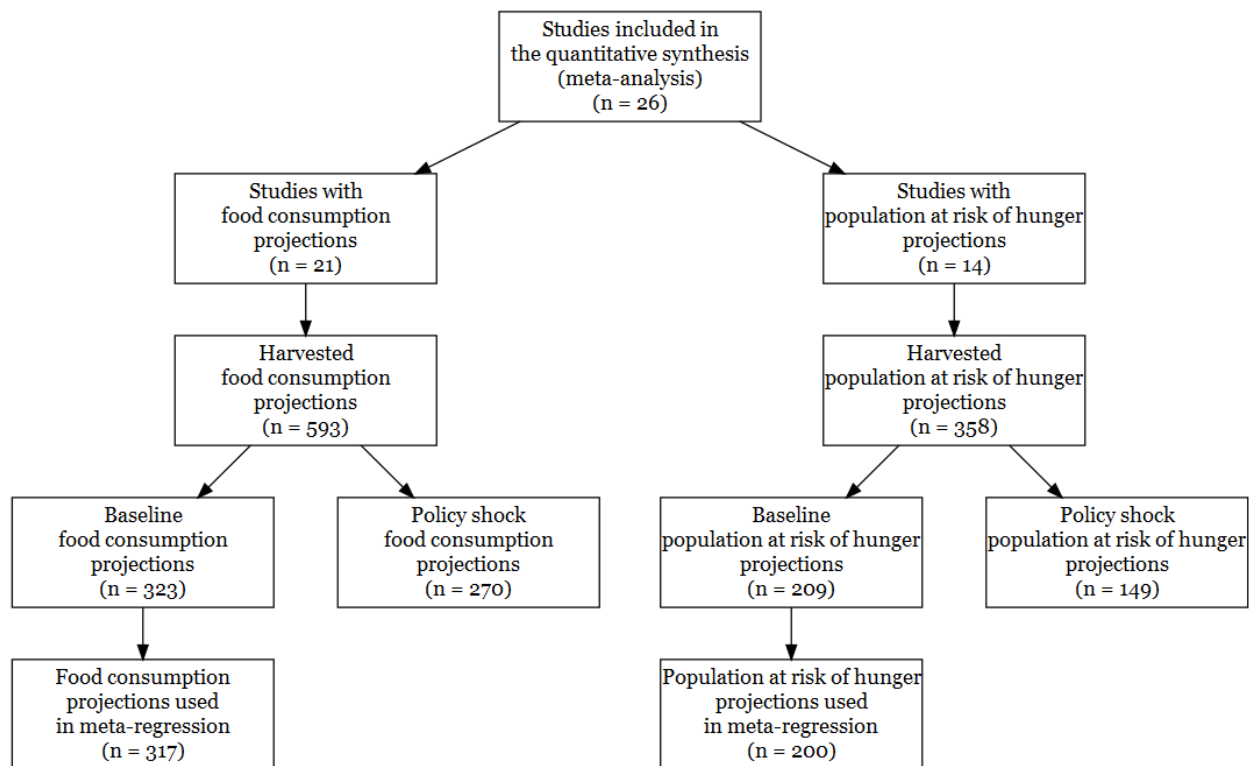 Studies included in
the quantitative synthesis
(meta-analysis)
(n = 26)
Studies with
food consumption
projections
(n = 21)
Studies with
population at risk of hunger
projections
(n = 14)
Harvested
food consumption
projections
(n = 593)
Harvested
population at risk of hunger
projections
(n = 358)
Baseline
food consumption
projections
(n = 323)
Policy shock
food consumption
projections
(n = 270)
Baseline
population at risk of hunger
projections
(n = 209)
Policy shock
population at risk of hunger
projections
(n = 149)
Food consumption
projections used
in meta-regression
(n = 317)
Population at risk of hunger
projections used
in meta-regression
(n = 200)